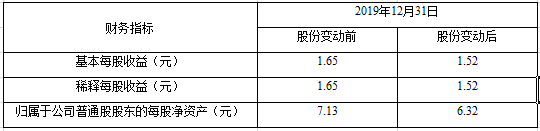 财务指标 2019年12月31日
股份变动前 股份变动后
基本每股收益（元） 1.65 1.52
稀释每股收益（元） 1.65 1.52
归属于公司普通股股东的每股净资产（元） 7.13 6.32